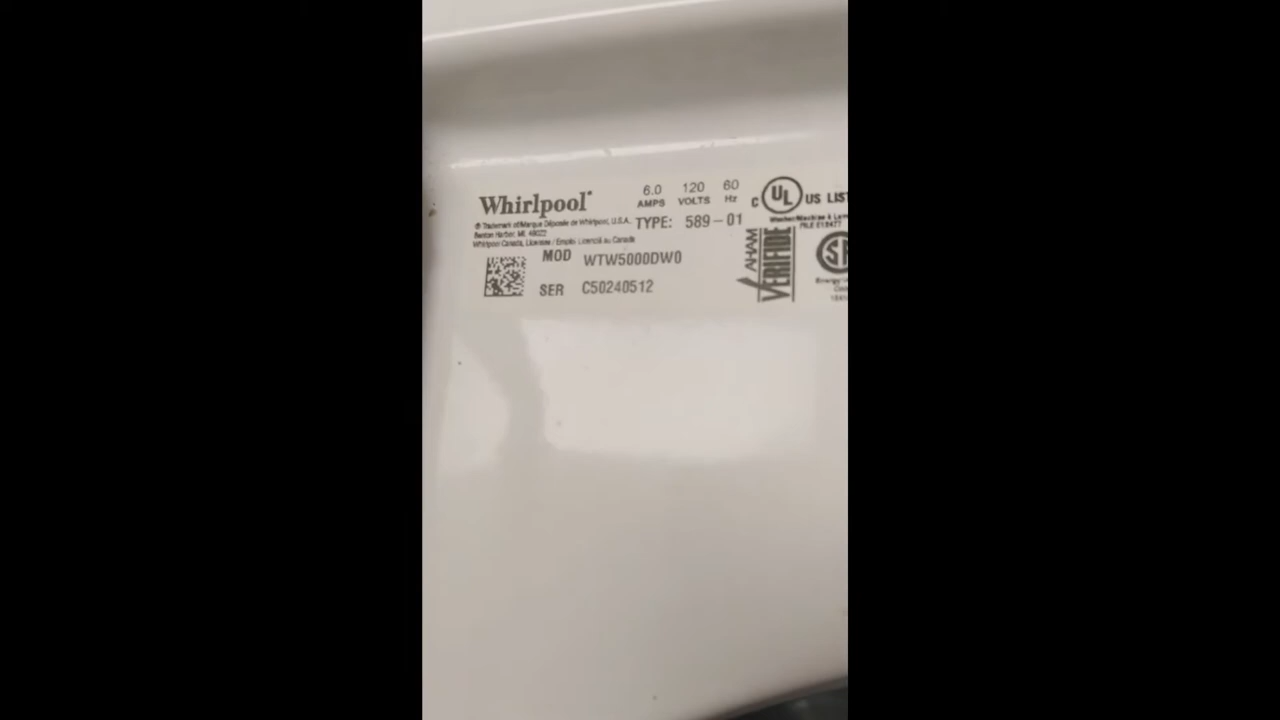 Whirlpool®
6.0 AMPS 120 VOLTS 60 Hz
® Trademark of/Marque Déposée de Whirlpool, U.S.A.
Benton Harbor, MI. 49022
Whirlpool Canada, Licensee / Emploi Licencié au Canada
TYPE: 589-01
MOD WTW5000DW0
SER C50240512
C UL US LIST
AHAM
VERIFIDE